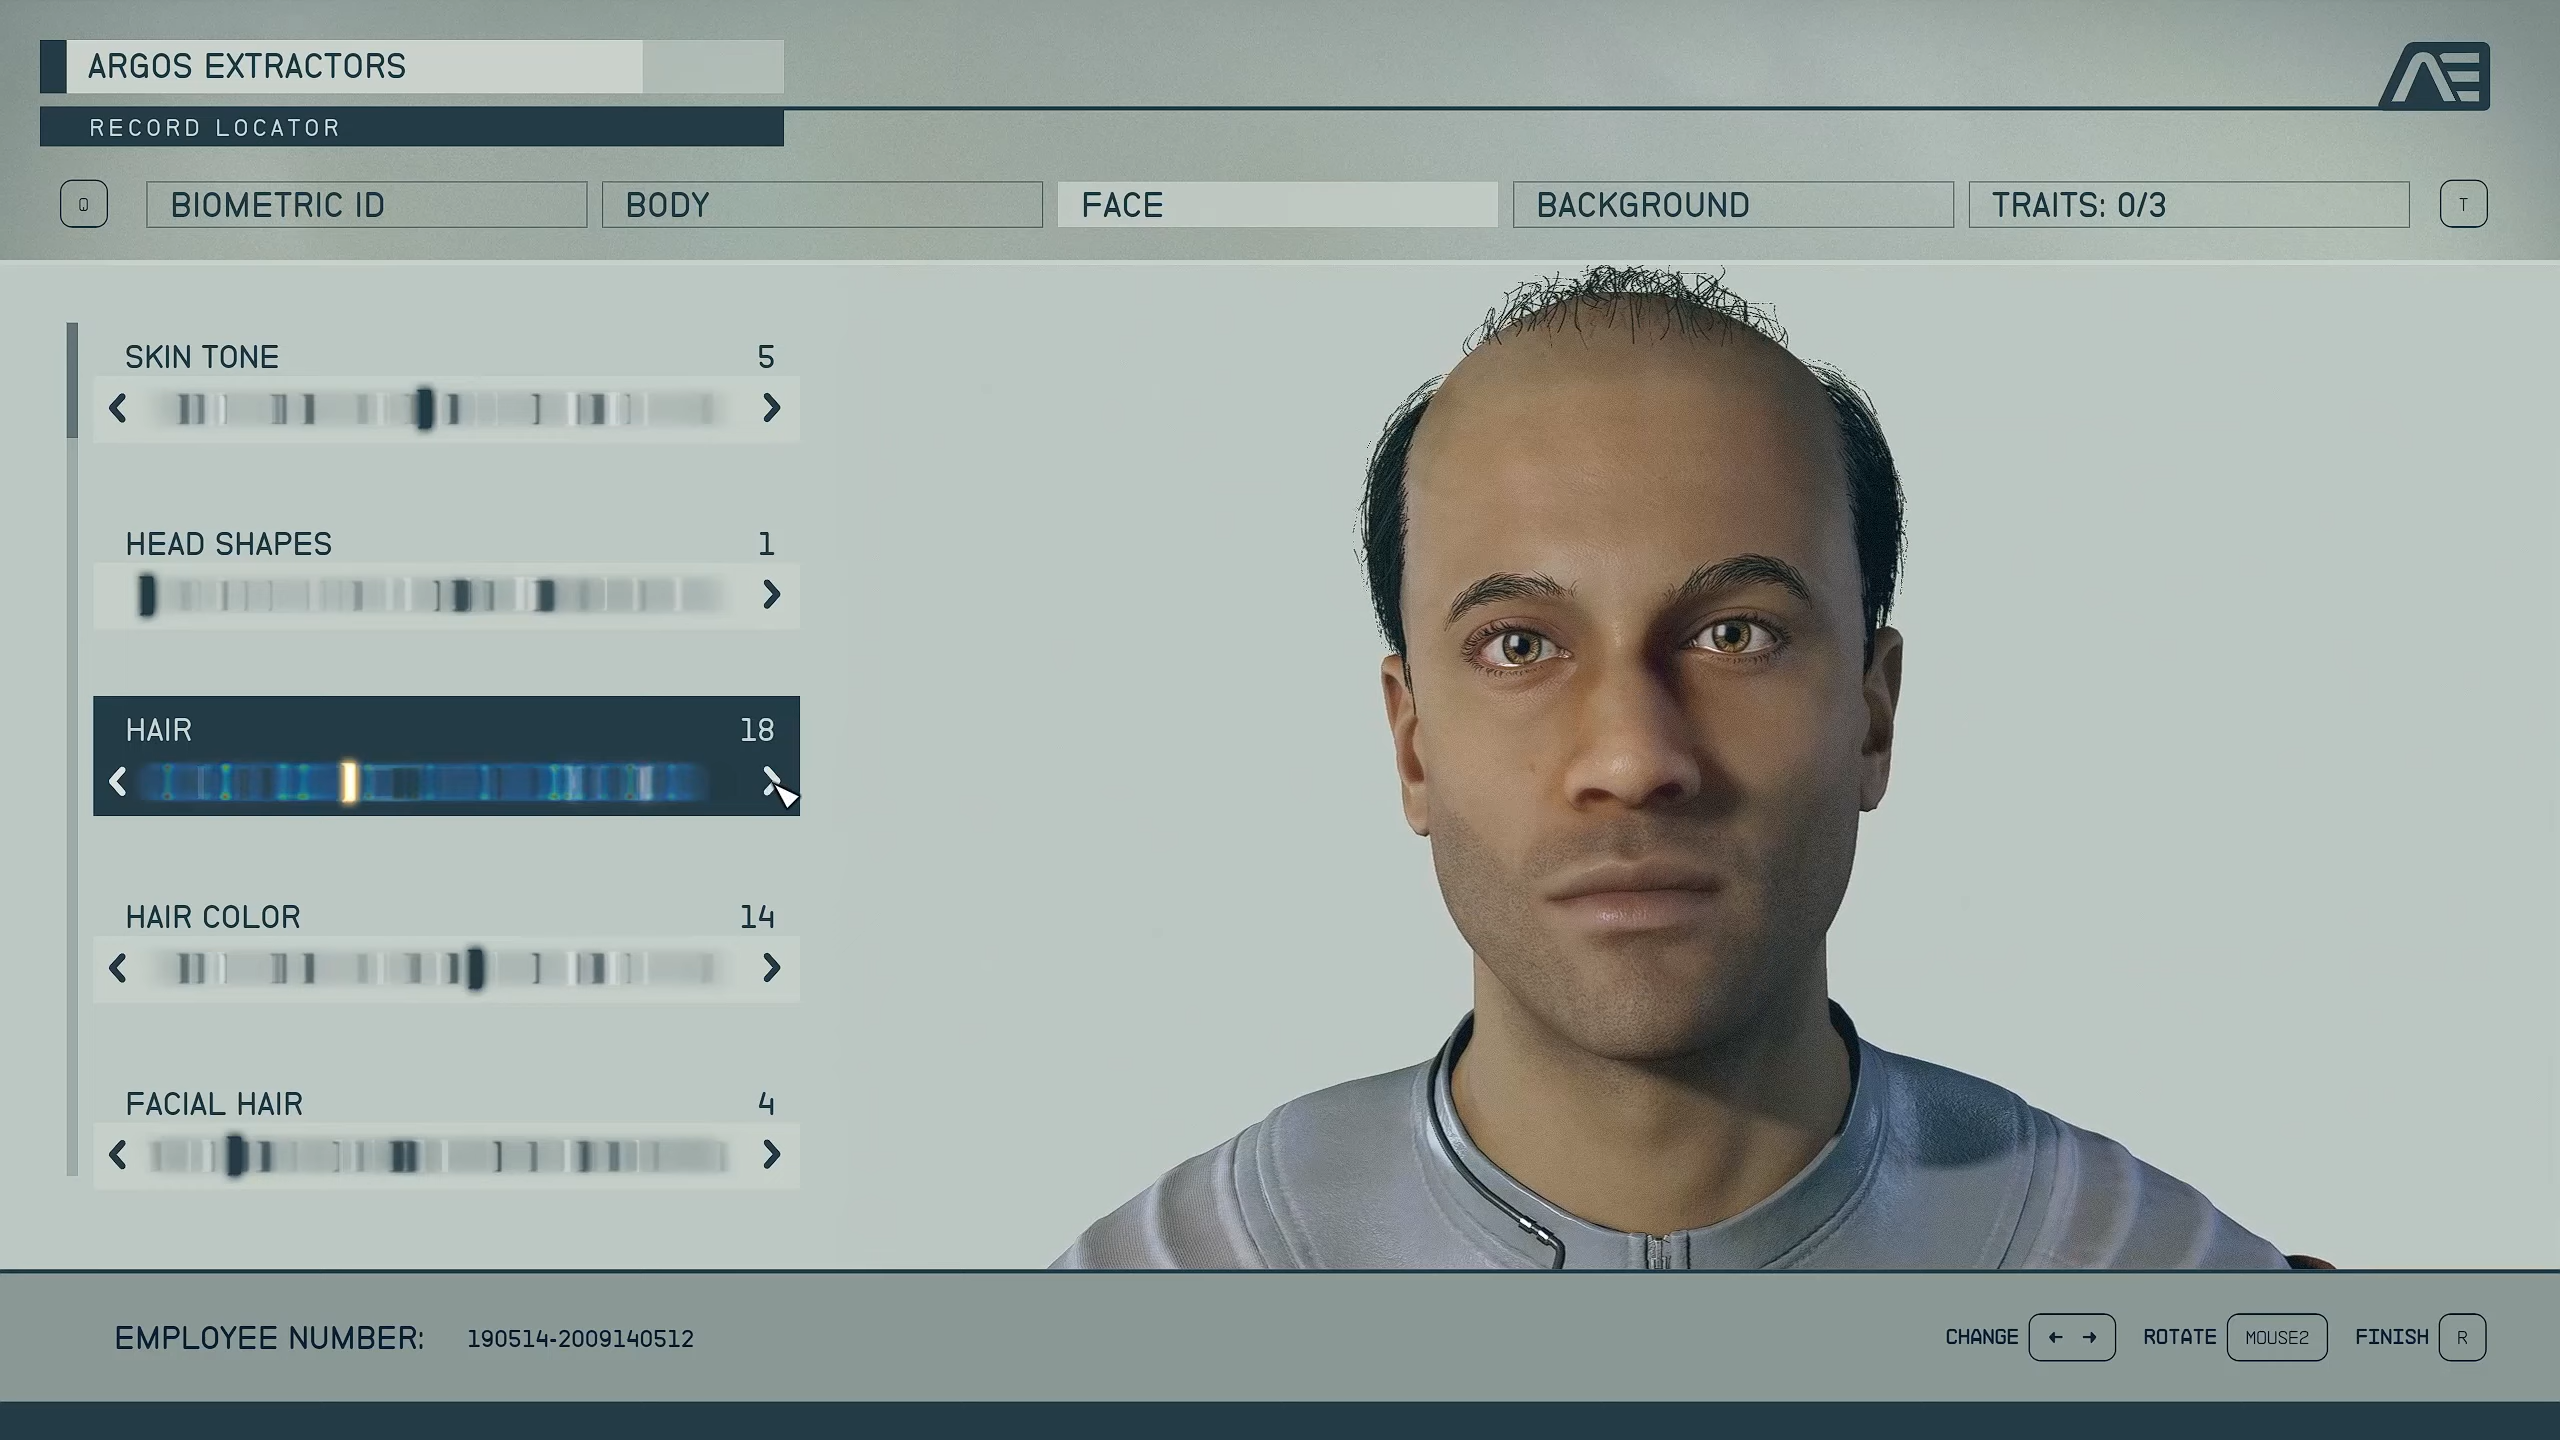 ARGOS EXTRACTORS
AE
RECORD LOCATOR
Q BIOMETRIC ID BODY FACE BACKGROUND TRAITS: 0/3 T
SKIN TONE 5
HEAD SHAPES 1
HAIR 18
HAIR COLOR 14
FACIAL HAIR 4
EMPLOYEE NUMBER: 190514-2009140512
CHANGE ROTATE MOUSE2 FINISH R